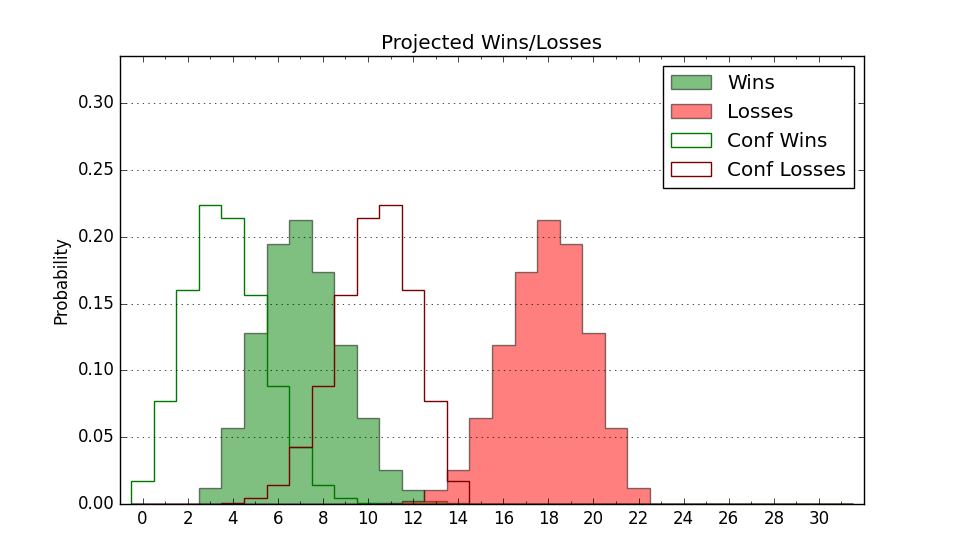 Projected Wins/Losses
Wins
Losses
Conf Wins
Conf Losses
Probability
0.30
0.25
0.20
0.15
0.10
0.05
0.00
0 2 4 6 8 10 12 14 16 18 20 22 24 26 28 30